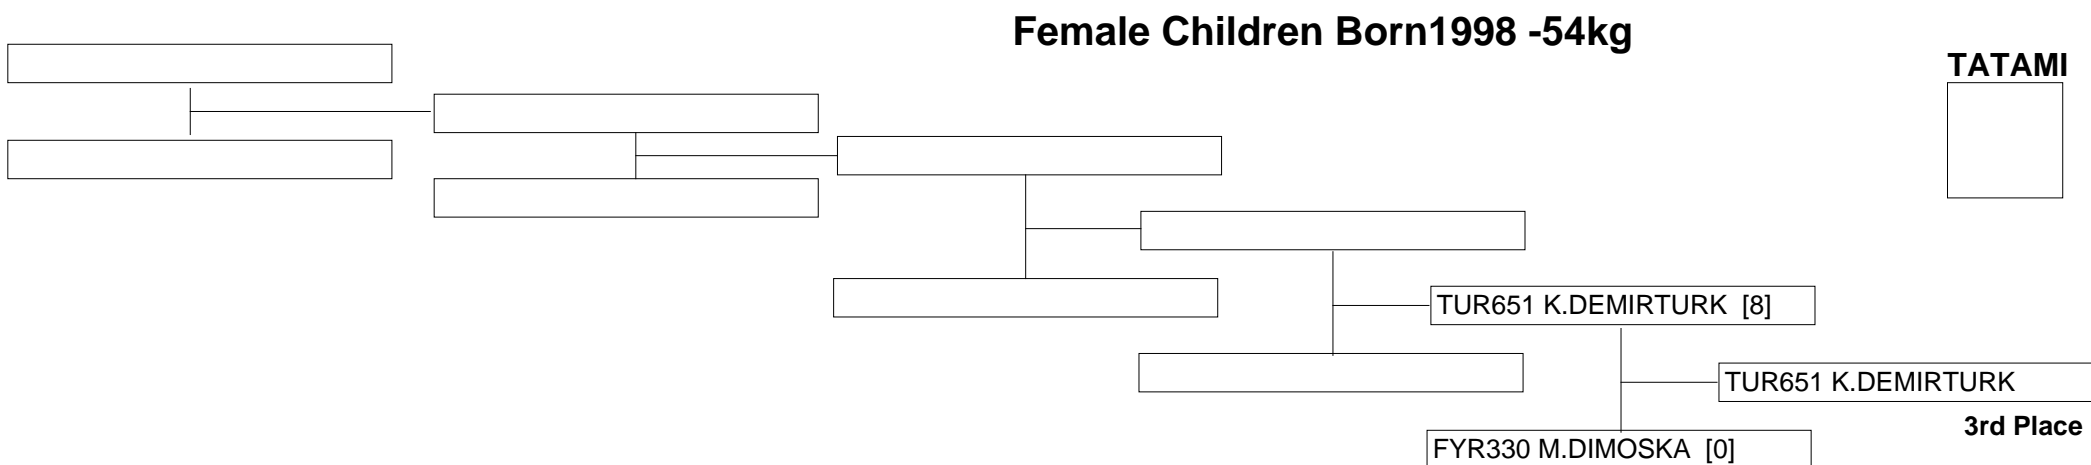 Female Children Born1998 -54kg
TATAMI
TUR651 K.DEMIRTURK [8]
TUR651 K.DEMIRTURK
3rd Place
FYR330 M.DIMOSKA [0]